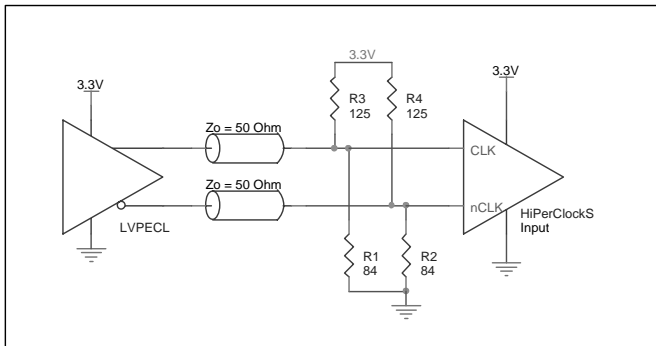 3.3V
3.3V
3.3V
R3
125
R4
125
Zo = 50 Ohm
CLK
Zo = 50 Ohm
nCLK
HiPerClockS
Input
LVPECL
R1
84
R2
84